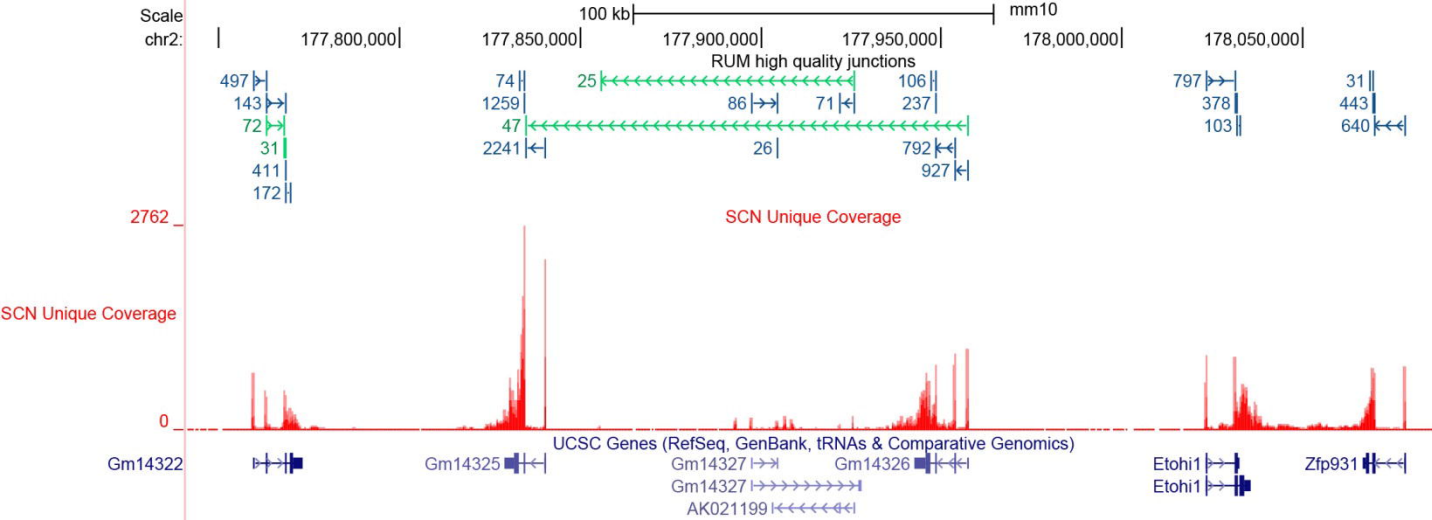 Scale 100 kb mm10
chr2: 177,800,000 177,850,000 177,900,000 177,950,000 178,000,000 178,050,000
RUM high quality junctions
497 74 25 106 797 31
143 1259 86 71 237 378 443
72 47 103 640
31 2241 26 792
411 927
172
2762 SCN Unique Coverage
SCN Unique Coverage
0
UCSC Genes (RefSeq, GenBank, tRNAs & Comparative Genomics)
Gm14322 Gm14325 Gm14327 Gm14326 Etohi1 Zfp931
Gm14327 Etohi1
AK021199